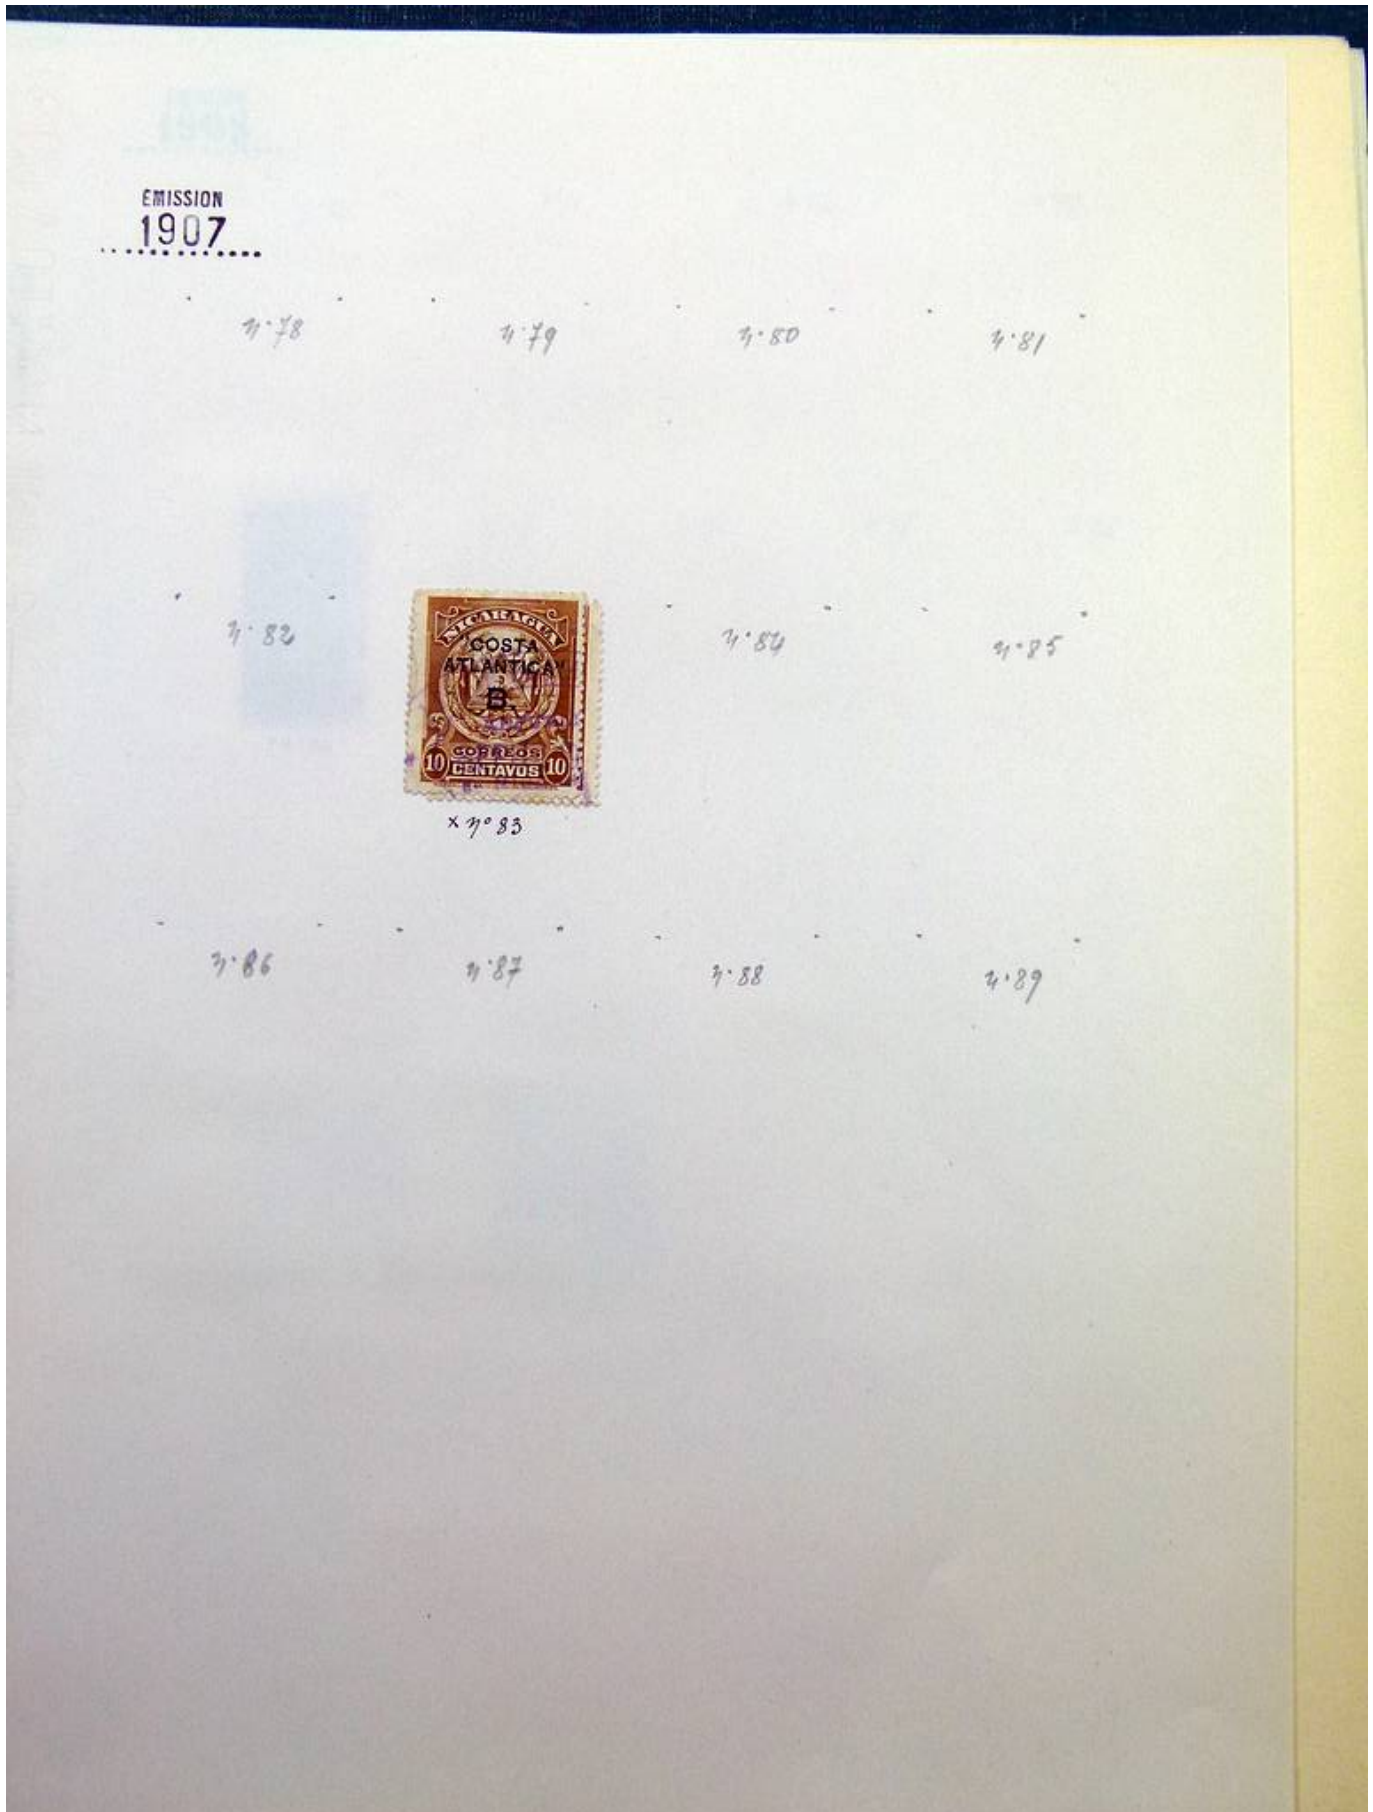 EMISSION
1907
n° 78 n° 79 n° 80 n° 81
n° 82 n° 84 n° 85
NICARAGUA
"COSTA
ATLANTICA"
B.
CORREOS
10 CENTAVOS 10
x n° 83
n° 86 n° 87 n° 88 n° 89